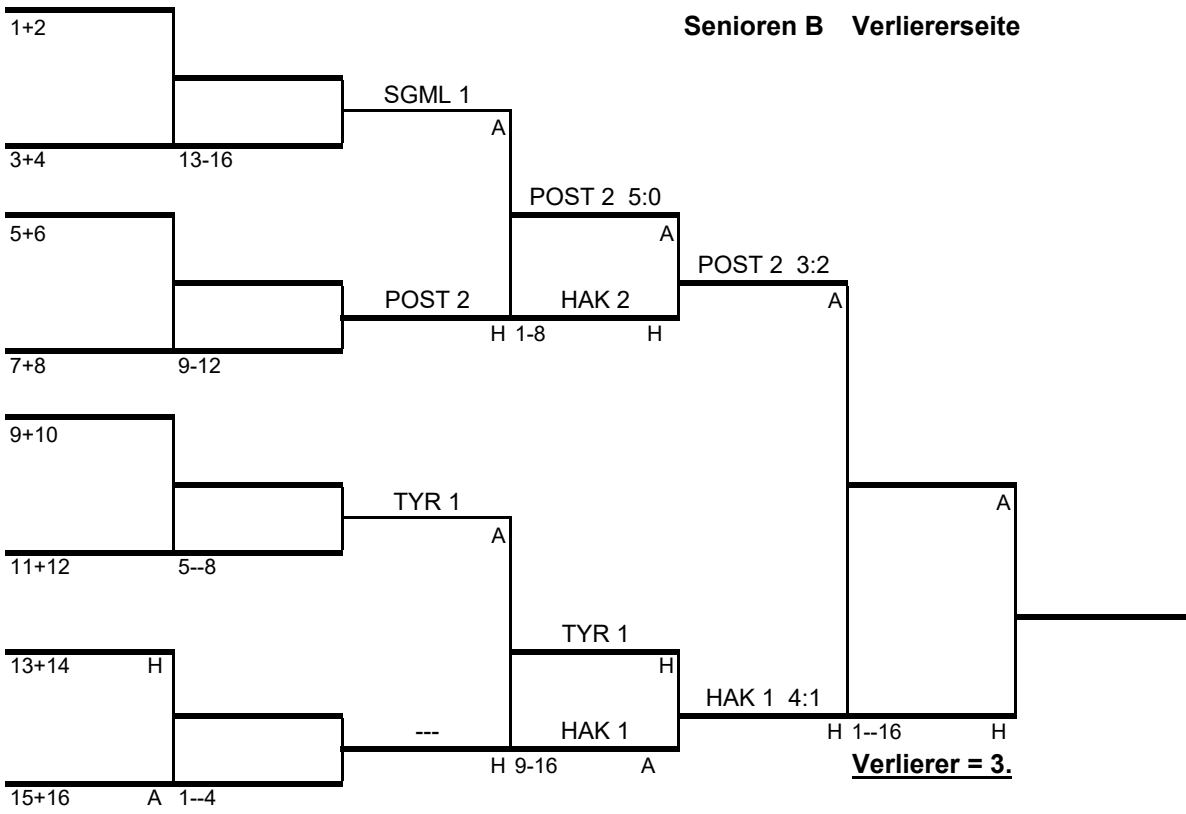 1+2
Senioren B Verliererseite
SGML 1
A
3+4 13-16
POST 2 5:0
5+6
A
POST 2 3:2
POST 2 HAK 2
A
H 1-8 H
7+8 9-12
9+10
TYR 1
A
A
11+12 5--8
TYR 1
13+14 H
H
HAK 1 4:1
--- HAK 1
H 1--16 H
H 9-16 A
Verlierer = 3.
15+16 A 1--4